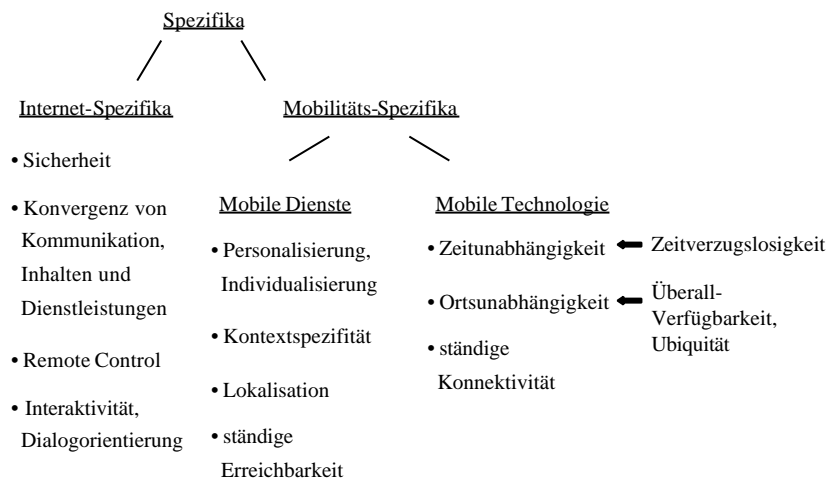 Spezifika
Internet-Spezifika
• Sicherheit
• Konvergenz von
Kommunikation,
Inhalten und
Dienstleistungen
• Remote Control
• Interaktivität,
Dialogorientierung
Mobilitäts-Spezifika
Mobile Dienste
• Personalisierung,
Individualisierung
• Kontextspezifität
• Lokalisation
• ständige
Erreichbarkeit
Mobile Technologie
• Zeitunabhängigkeit
Zeitverzugslosigkeit
• Ortsunabhängigkeit
Überall-
Verfügbarkeit,
Ubiquität
• ständige
Konnektivität